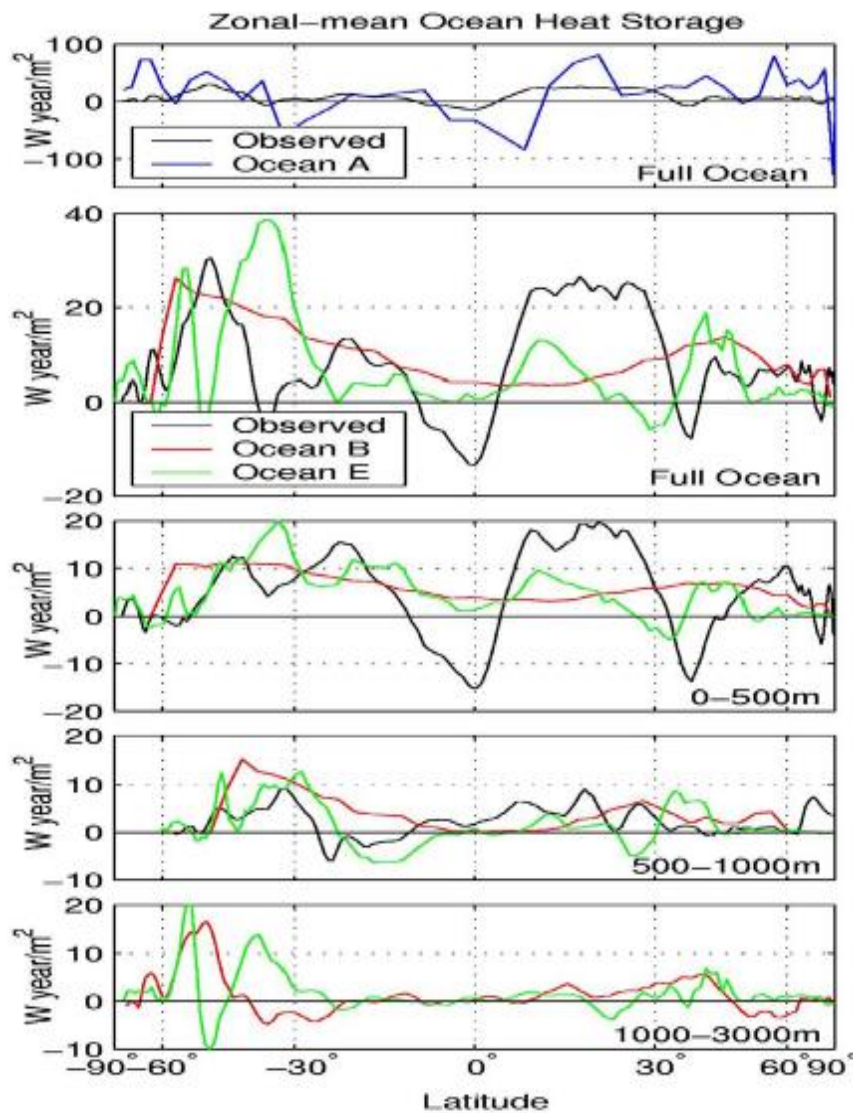 Zonal-mean Ocean Heat Storage
W year/m²
100
0
-100
Observed
Ocean A
Full Ocean
W year/m²
40
20
0
-20
Observed
Ocean B
Ocean E
Full Ocean
W year/m²
20
10
0
-10
-20
0-500m
W year/m²
20
10
0
-10
500-1000m
W year/m²
20
10
0
-10
1000-3000m
-90° -60° -30° 0° 30° 60° 90°
Latitude